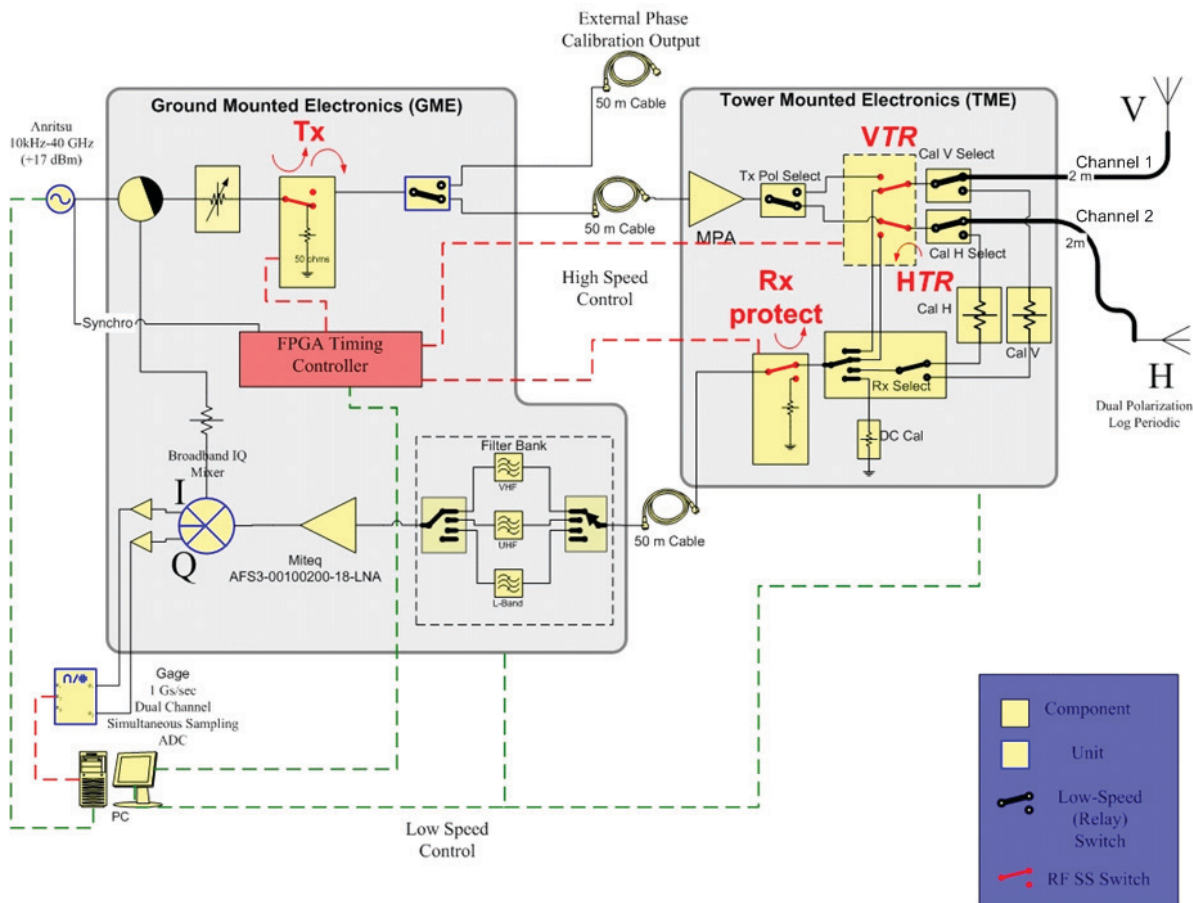 External Phase
Calibration Output
50 m Cable
Ground Mounted Electronics (GME)
Tower Mounted Electronics (TME)
Anritsu
10kHz-40 GHz
(+17 dBm)
Tx
50 ohms
50 m Cable
MPA
Tx Pol Select
VTR
Cal V Select
V
Channel 1
2 m
Channel 2
2m
Cal H Select
HTR
High Speed
Control
Rx
protect
Cal H
Cal V
Rx Select
DC Cal
H
Dual Polarization
Log Periodic
Synchro
FPGA Timing
Controller
Broadband IQ
Mixer
I
Q
Miteq
AFS3-00100200-18-LNA
Filter Bank
VHF
UHF
L-Band
50 m Cable
Gage
1 Gs/sec
Dual Channel
Simultaneous Sampling
ADC
PC
Low Speed
Control
Component
Unit
Low-Speed
(Relay)
Switch
RF SS Switch